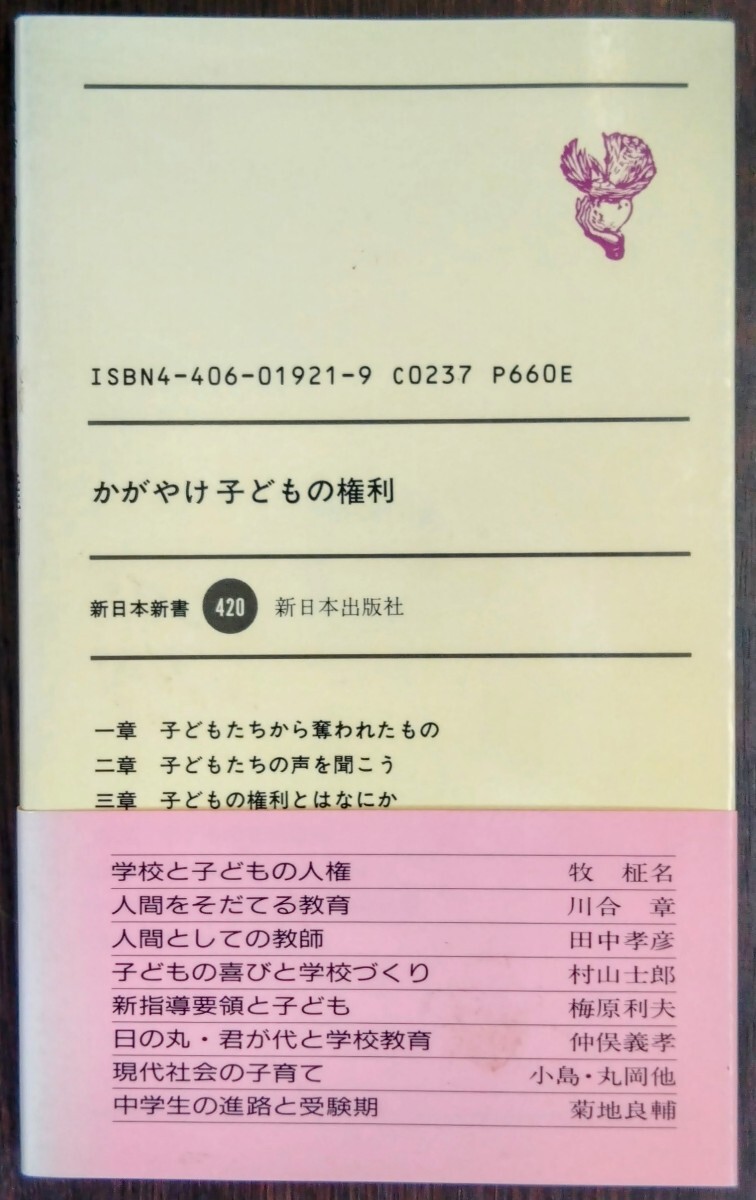 ISBN4-406-01921-9 C0237 P660E
かがやけ子どもの権利
新日本新書 420 新日本出版社
一章 子どもたちから奪われたもの
二章 子どもたちの声を聞こう
三章 子どもの権利とはなにか
学校と子どもの人権 牧 柾名
人間をそだてる教育 川合 章
人間としての教師 田中孝彦
子どもの喜びと学校づくり 村山士郎
新指導要領と子ども 梅原利夫
日の丸・君が代と学校教育 仲俣義孝
現代社会の子育て 小島・丸岡他
中学生の進路と受験期 菊地良輔